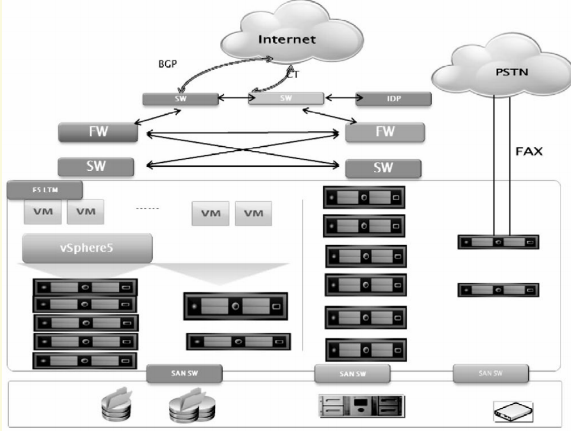 Internet
BGP
CT
PSTN
SW
SW
IDP
FW
FW
FAX
SW
SW
F5 LTM
VM
VM
......
VM
VM
vSphere5
SAN SW
SAN SW
SAN SW